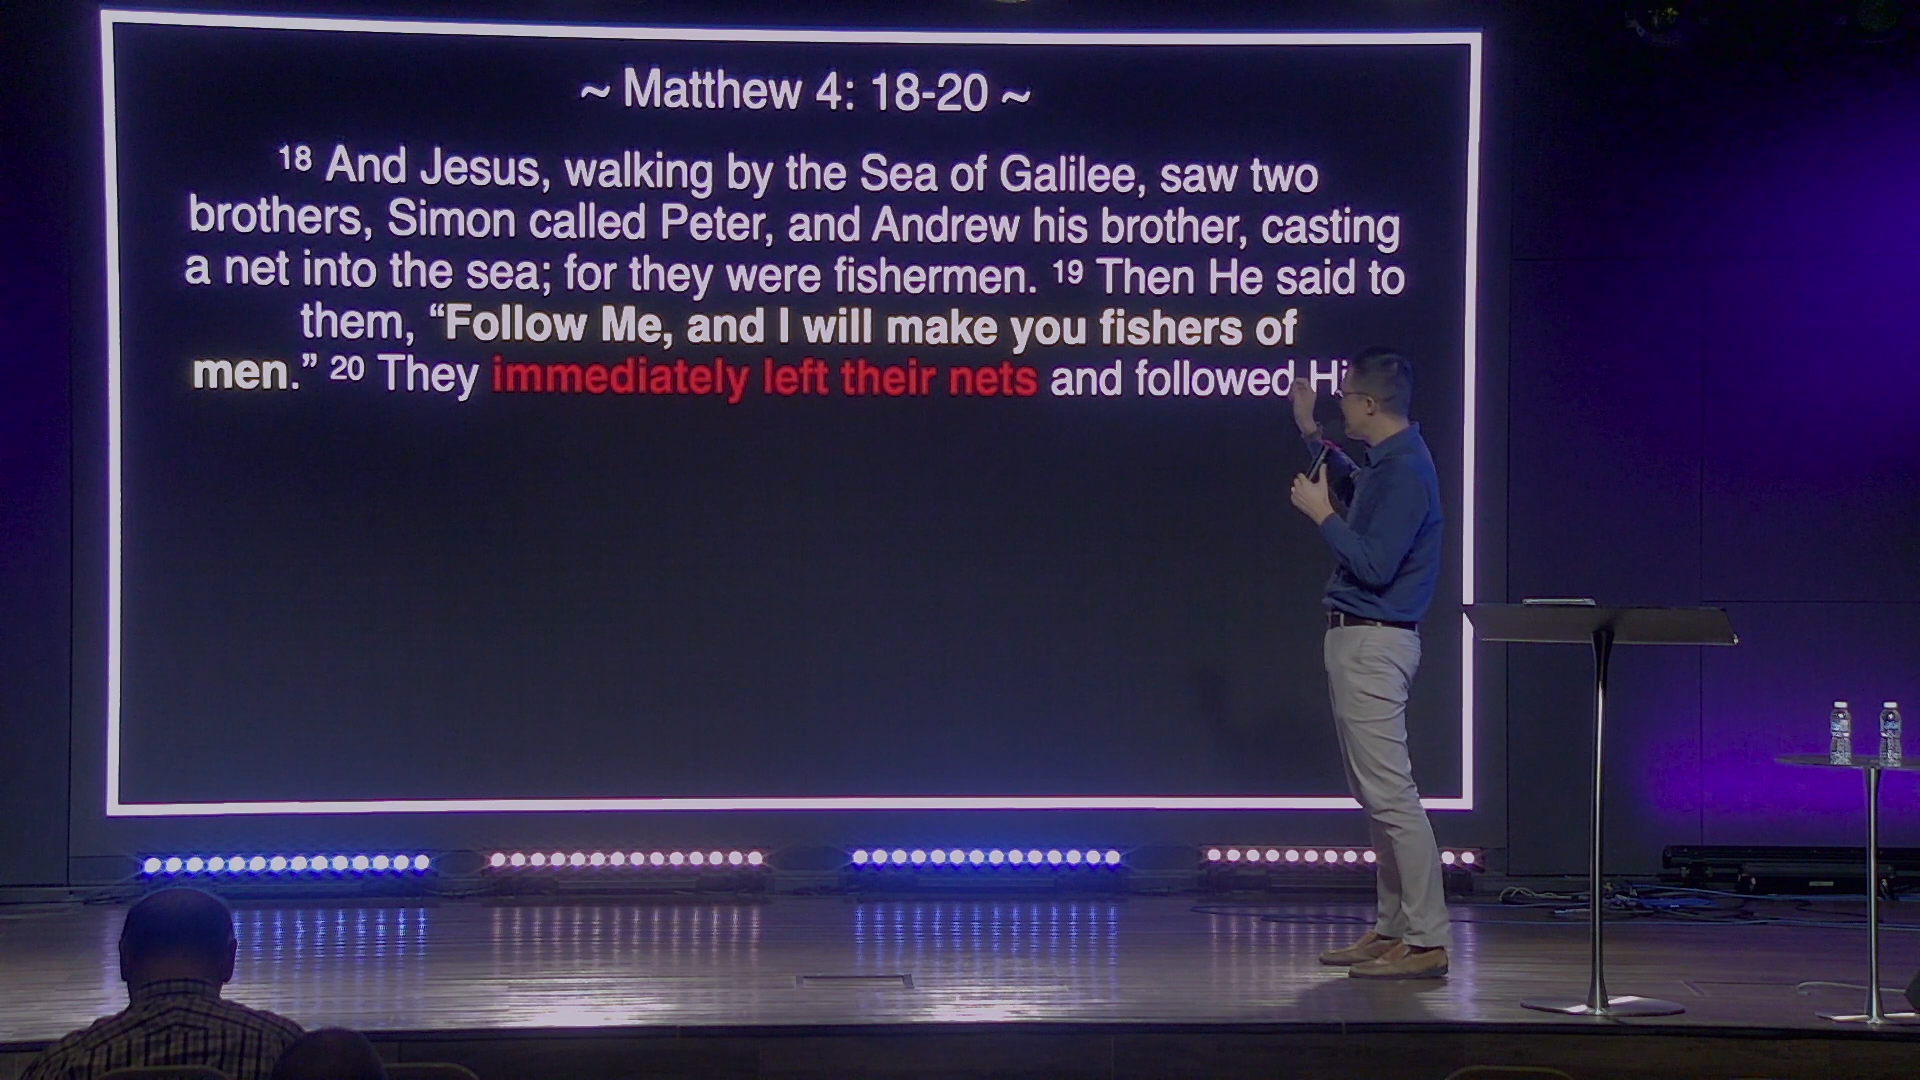 ~ Matthew 4: 18-20 ~
18 And Jesus, walking by the Sea of Galilee, saw two
brothers, Simon called Peter, and Andrew his brother, casting
a net into the sea; for they were fishermen. 19 Then He said to
them, “Follow Me, and I will make you fishers of
men.” 20 They immediately left their nets and followed